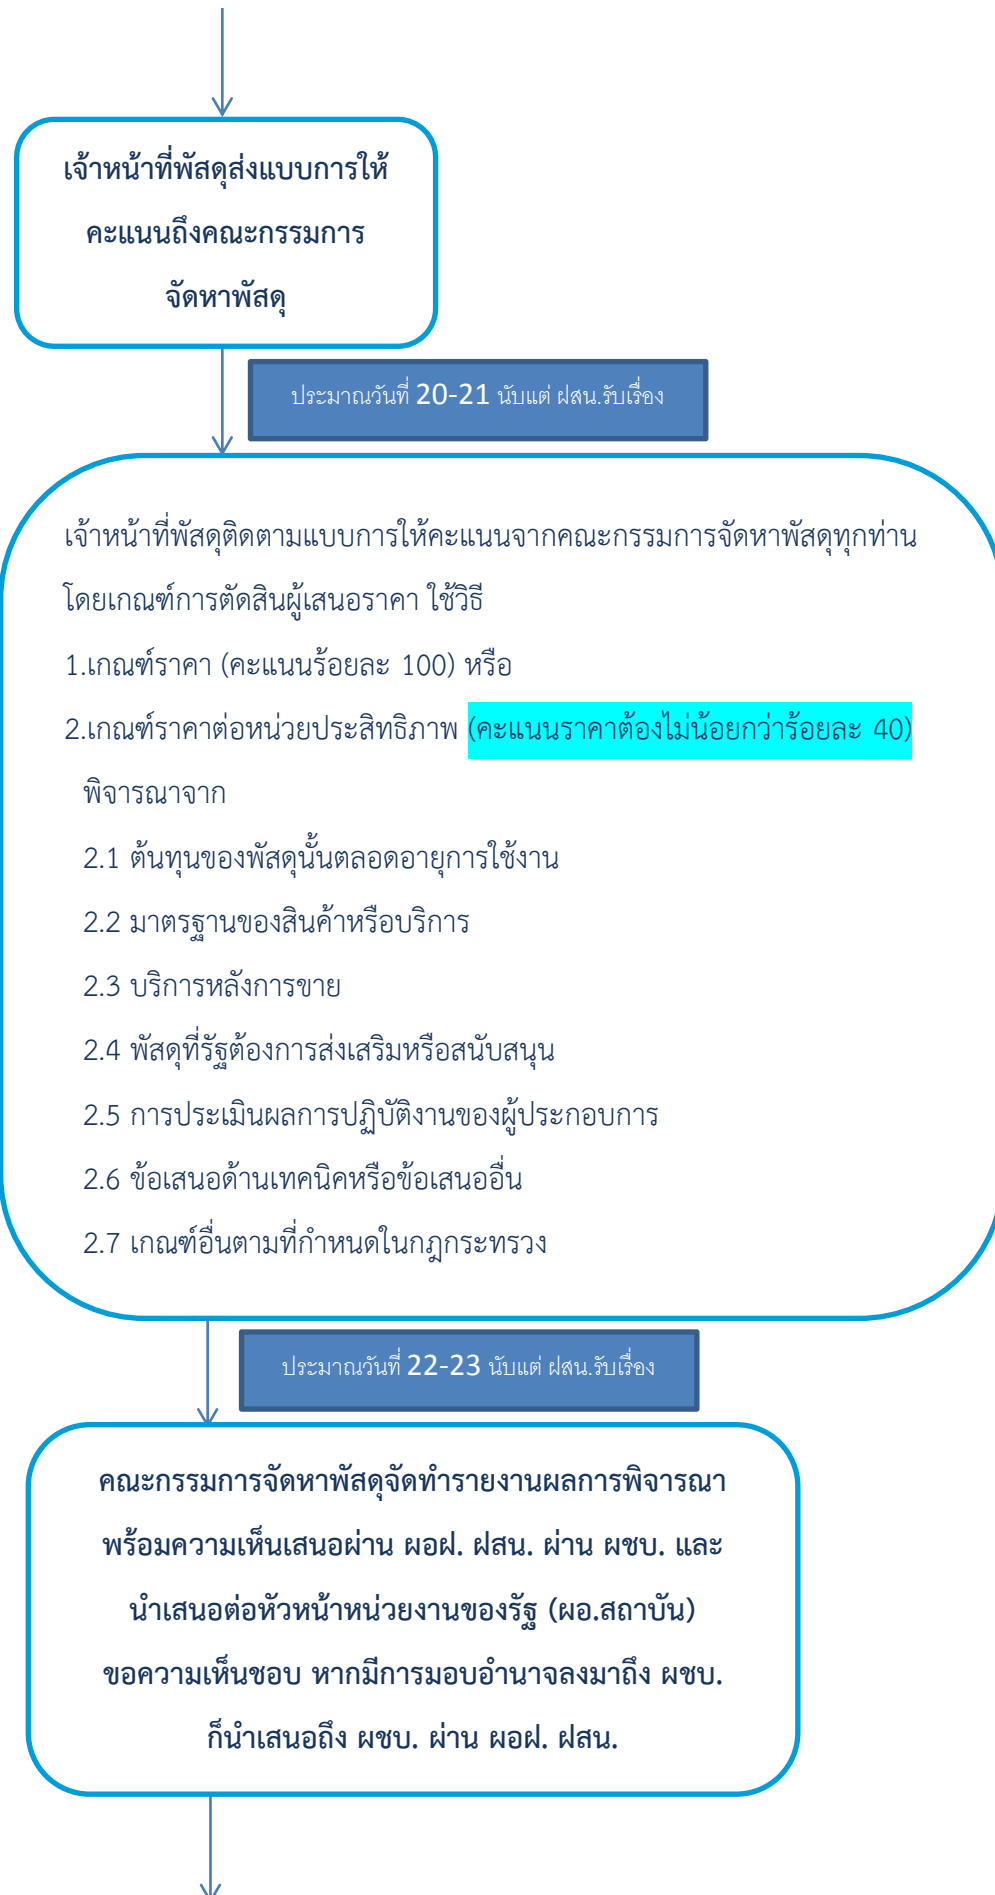 เจ้าหน้าที่พัสดุส่งแบบการให้
คะแนนถึงคณะกรรมการ
จัดหาพัสดุ
ประมาณวันที่ 20-21 นับแต่ ฝสน.รับเรื่อง
เจ้าหน้าที่พัสดุติดตามแบบการให้คะแนนจากคณะกรรมการจัดหาพัสดุทุกท่าน
โดยเกณฑ์การตัดสินผู้เสนอราคา ใช้วิธี
1.เกณฑ์ราคา (คะแนนร้อยละ 100) หรือ
2.เกณฑ์ราคาต่อหน่วยประสิทธิภาพ (คะแนนราคาต้องไม่น้อยกว่าร้อยละ 40)
พิจารณาจาก
2.1 ต้นทุนของพัสดุนั้นตลอดอายุการใช้งาน
2.2 มาตรฐานของสินค้าหรือบริการ
2.3 บริการหลังการขาย
2.4 พัสดุที่รัฐต้องการส่งเสริมหรือสนับสนุน
2.5 การประเมินผลการปฏิบัติงานของผู้ประกอบการ
2.6 ข้อเสนอด้านเทคนิคหรือข้อเสนออื่น
2.7 เกณฑ์อื่นตามที่กำหนดในกฎกระทรวง
ประมาณวันที่ 22-23 นับแต่ ฝสน.รับเรื่อง
คณะกรรมการจัดหาพัสดุจัดทำรายงานผลการพิจารณา
พร้อมความเห็นเสนอผ่าน ผอฝ. ฝสน. ผ่าน ผชบ. และ
นำเสนอต่อหัวหน้าหน่วยงานของรัฐ (ผอ.สถาบัน)
ขอความเห็นชอบ หากมีการมอบอำนาจลงมาถึง ผชบ.
ก็นำเสนอถึง ผชบ. ผ่าน ผอฝ. ฝสน.